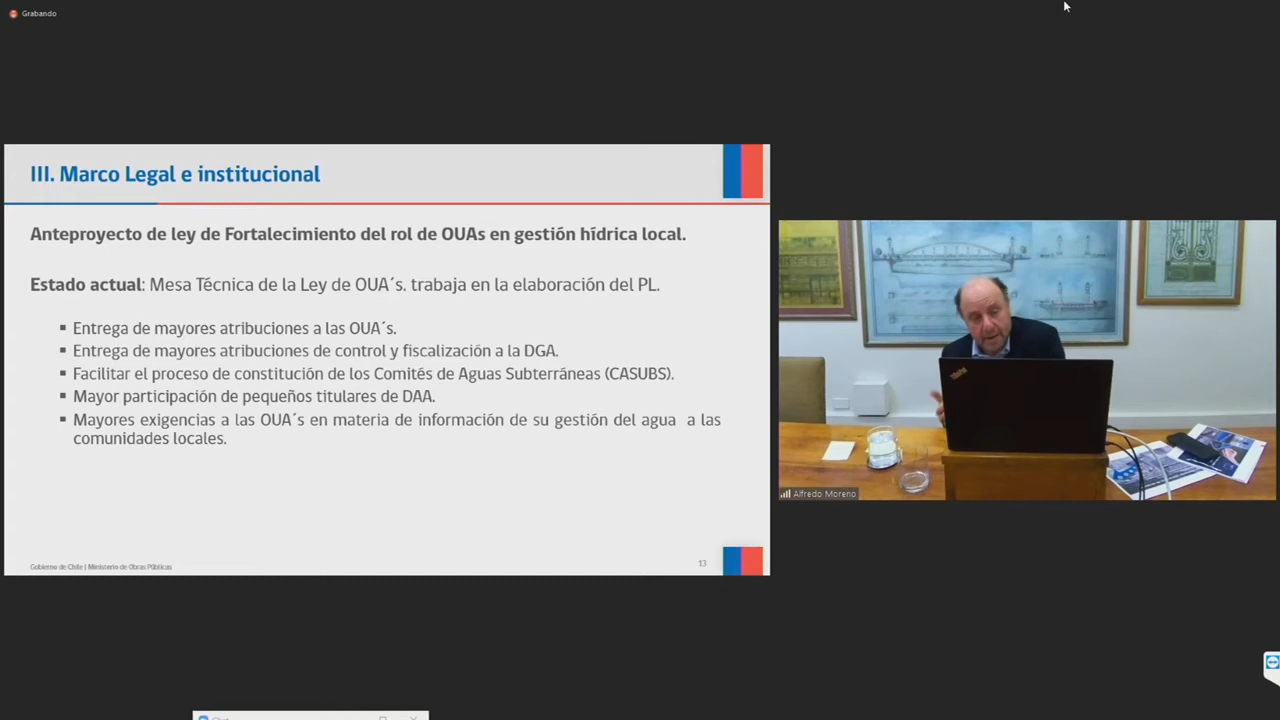 Grabando
III. Marco Legal e institucional
Anteproyecto de ley de Fortalecimiento del rol de OUAs en gestión hídrica local.
Estado actual: Mesa Técnica de la Ley de OUA´s. trabaja en la elaboración del PL.
▪ Entrega de mayores atribuciones a las OUA´s.
▪ Entrega de mayores atribuciones de control y fiscalización a la DGA.
▪ Facilitar el proceso de constitución de los Comités de Aguas Subterráneas (CASUBS).
▪ Mayor participación de pequeños titulares de DAA.
▪ Mayores exigencias a las OUA´s en materia de información de su gestión del agua a las
comunidades locales.
Gobierno de Chile | Ministerio de Obras Públicas
13
ThinkPad
Alfredo Moreno